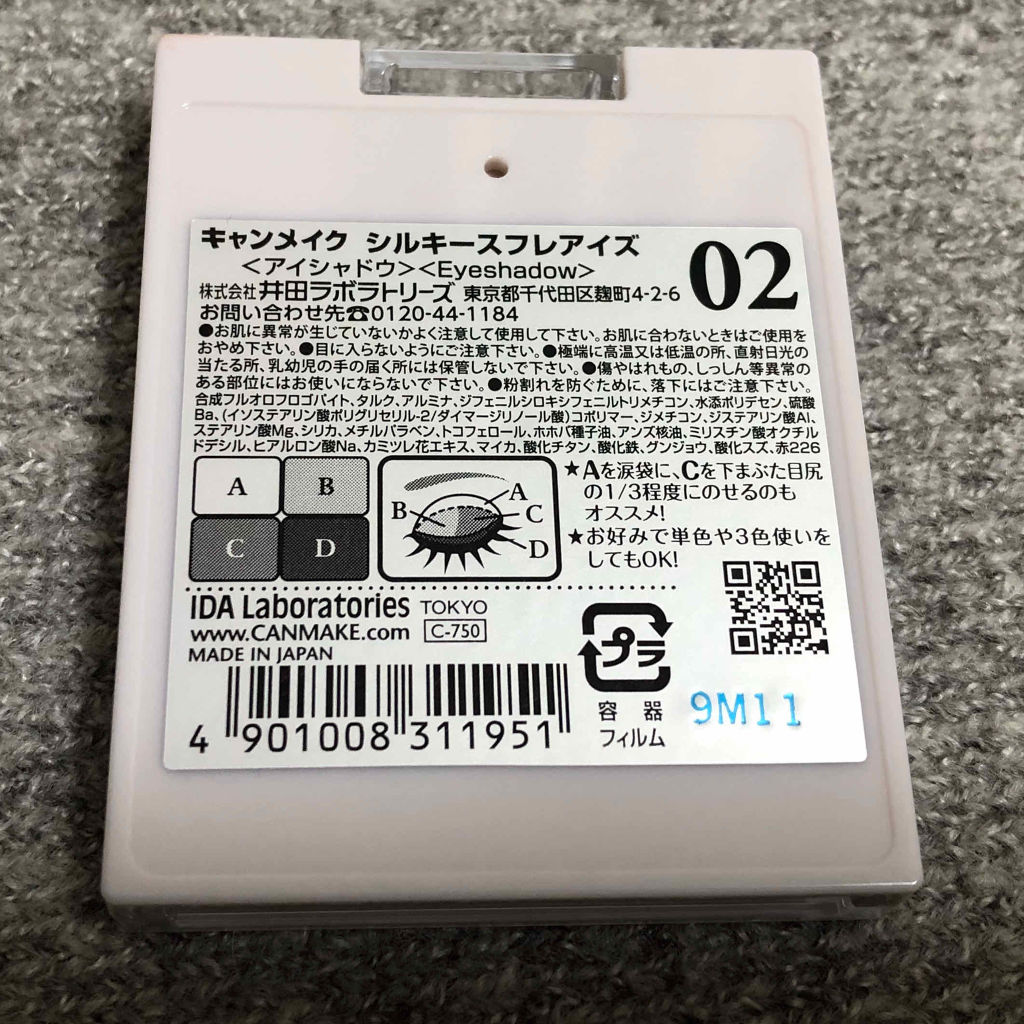 キャンメイク シルキースフレアイズ
<アイシャドウ><Eyeshadow>
02
株式会社 井田ラボラトリーズ 東京都千代田区麹町4-2-6
お問い合わせ先☎0120-44-1184
●お肌に異常が生じていないかよく注意して使用して下さい。お肌に合わないときはご使用を
おやめ下さい。●目に入らないようにご注意下さい。●極端に高温又は低温の所、直射日光の
当たる所、乳幼児の手の届く所には保管しないで下さい。●傷やはれもの、しっしん等異常の
ある部位にはお使いにならないで下さい。●粉割れを防ぐために、落下にはご注意下さい。
合成フルオロフロゴパイト、タルク、アルミナ、ジフェニルシロキシフェニルトリメチコン、水添ポリデセン、硫酸
Ba、(イソステアリン酸ポリグリセリル-2/ダイマージリノール酸)コポリマー、ジメチコン、ジステアリン酸Al、
ステアリン酸Mg、シリカ、メチルパラベン、トコフェロール、ホホバ種子油、アンズ核油、ミリスチン酸オクチル
ドデシル、ヒアルロン酸Na、カミツレ花エキス、マイカ、酸化チタン、酸化鉄、グンジョウ、酸化スズ、赤226
A B
C D
A
B
C
D
★Aを涙袋に、Cを下まぶた目尻
の1/3程度にのせるのも
オススメ!
★お好みで単色や3色使いを
してもOK!
IDA Laboratories TOKYO
www.CANMAKE.com C-750
MADE IN JAPAN
4 901008 311951
プラ
容器
フィルム
9M11